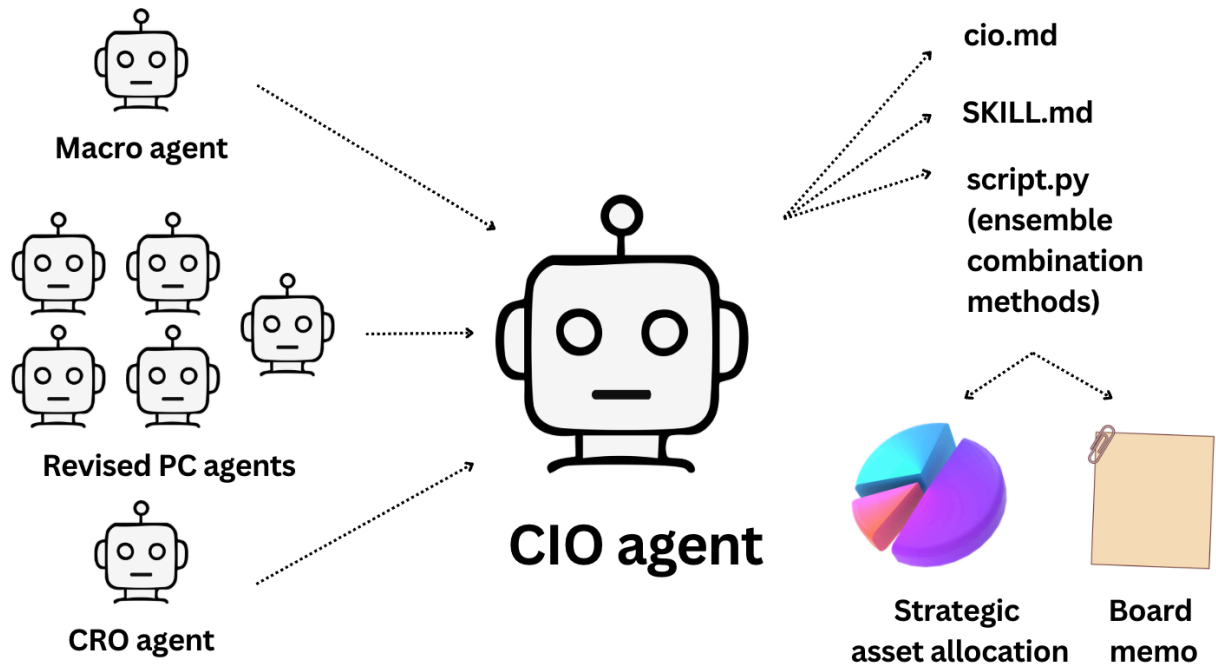 Macro agent
Revised PC agents
CRO agent
CIO agent
cio.md
SKILL.md
script.py
(ensemble
combination
methods)
Strategic
asset allocation
Board
memo